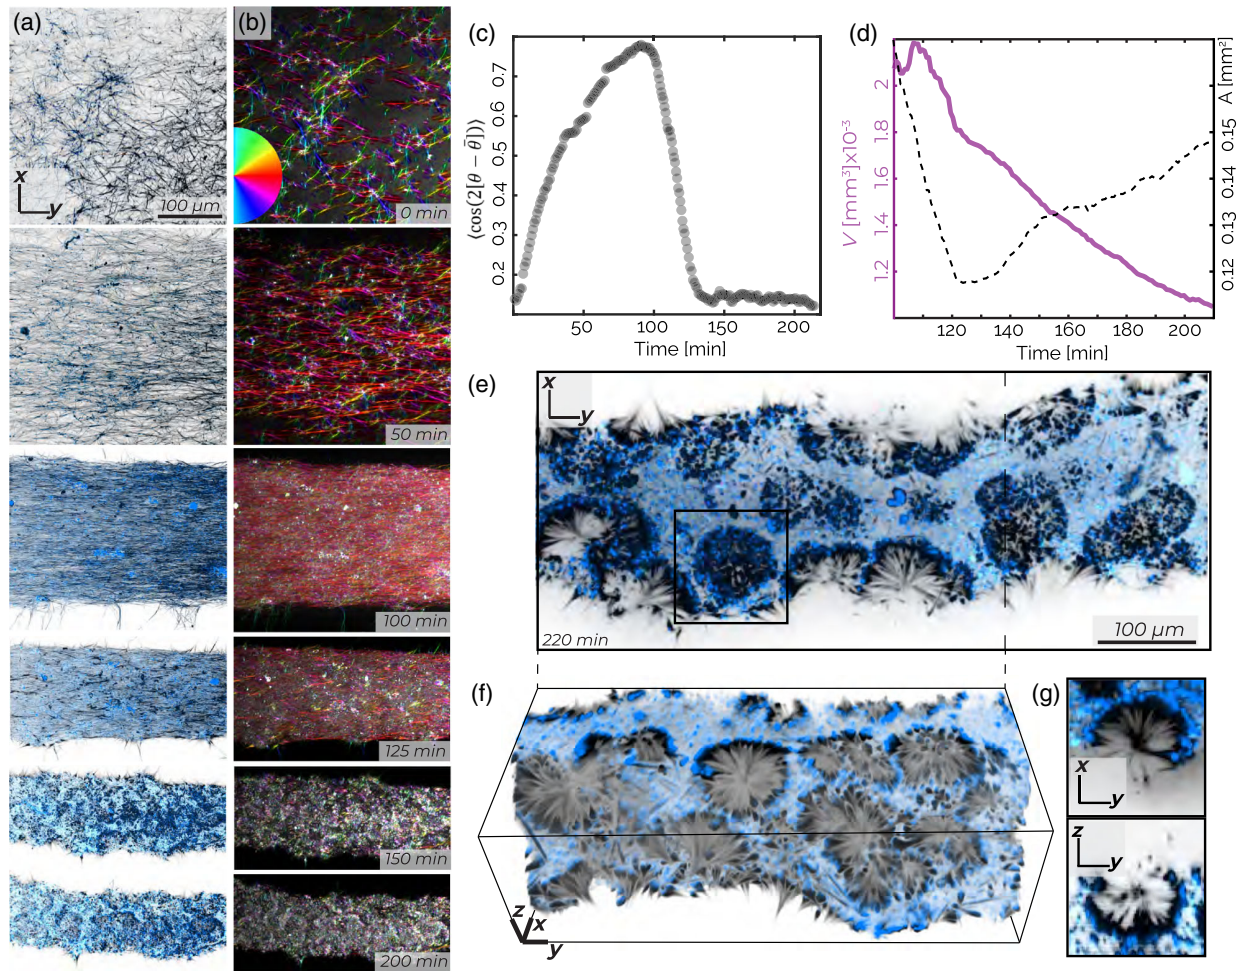 (a)
x
y
100 µm
(b)
0 min
50 min
100 min
125 min
150 min
200 min
(c)
⟨cos(2[θ − θ̄])⟩
0.7
0.6
0.5
0.4
0.3
0.2
50
100
150
200
Time [min]
(d)
V [mm³]x10⁻³
2
1.8
1.6
1.4
1.2
A [mm²]
0.15
0.14
0.13
0.12
120
140
160
180
200
Time [min]
(e)
x
y
220 min
100 µm
(f)
z
x
y
(g)
x
y
z
y